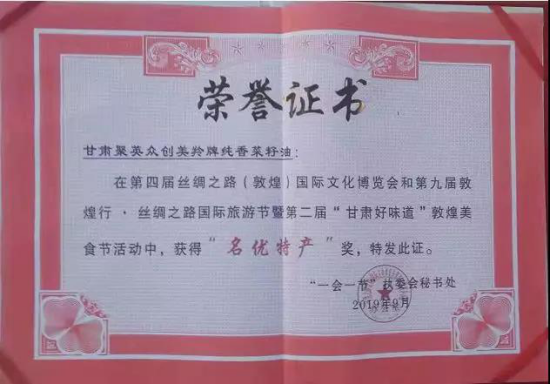 荣誉证书
甘肃聚英众创美羚牌纯香菜籽油：
在第四届丝绸之路（敦煌）国际文化博览会和第九届敦
煌行·丝绸之路国际旅游节暨第二届“甘肃好味道”敦煌美
食节活动中，获得“名优特产”奖，特发此证。
“一会一节”执委会秘书处
2019年9月